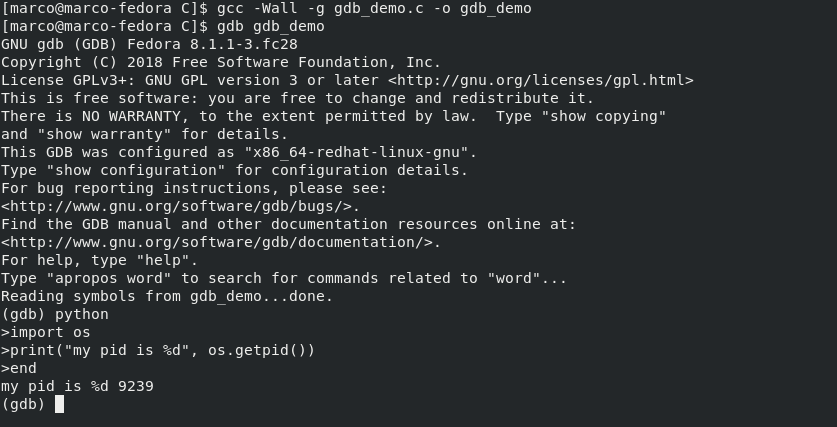 [marco@marco-fedora C]$ gcc -Wall -g gdb_demo.c -o gdb_demo
[marco@marco-fedora C]$ gdb gdb_demo
GNU gdb (GDB) Fedora 8.1.1-3.fc28
Copyright (C) 2018 Free Software Foundation, Inc.
License GPLv3+: GNU GPL version 3 or later <http://gnu.org/licenses/gpl.html>
This is free software: you are free to change and redistribute it.
There is NO WARRANTY, to the extent permitted by law.  Type "show copying"
and "show warranty" for details.
This GDB was configured as "x86_64-redhat-linux-gnu".
Type "show configuration" for configuration details.
For bug reporting instructions, please see:
<http://www.gnu.org/software/gdb/bugs/>.
Find the GDB manual and other documentation resources online at:
<http://www.gnu.org/software/gdb/documentation/>.
For help, type "help".
Type "apropos word" to search for commands related to "word"...
Reading symbols from gdb_demo...done.
(gdb) python
>import os
>print("my pid is %d", os.getpid())
>end
my pid is %d 9239
(gdb)